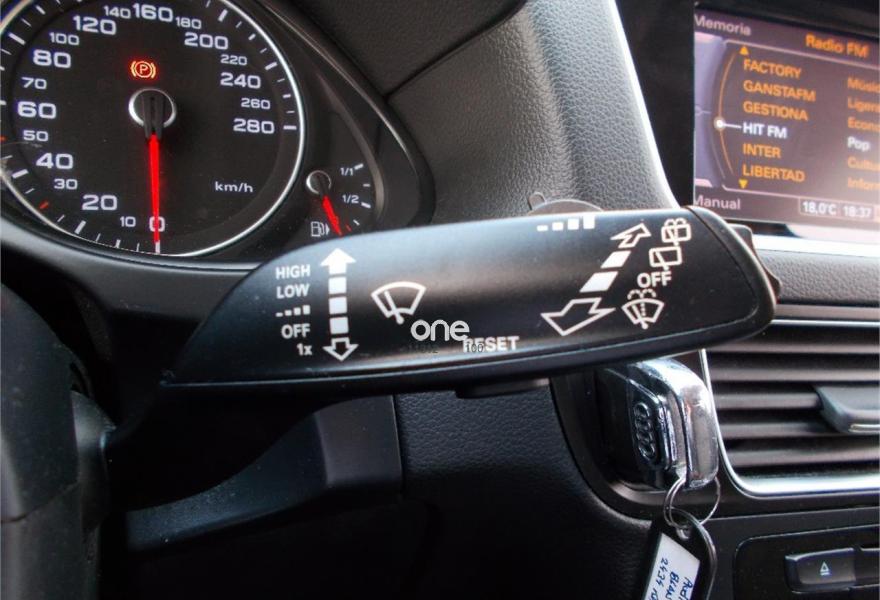 0
10
20
30
40
50
60
70
80
100
120
140
160
180
200
220
240
260
280
km/h
P
1/1
1/2
Memoria
Radio FM
FACTORY
GANSTAFM
GESTIONA
HIT FM
INTER
LIBERTAD
Pop
Manual
18,0°C
18:37
HIGH
LOW
OFF
1x
one
RESET
OFF